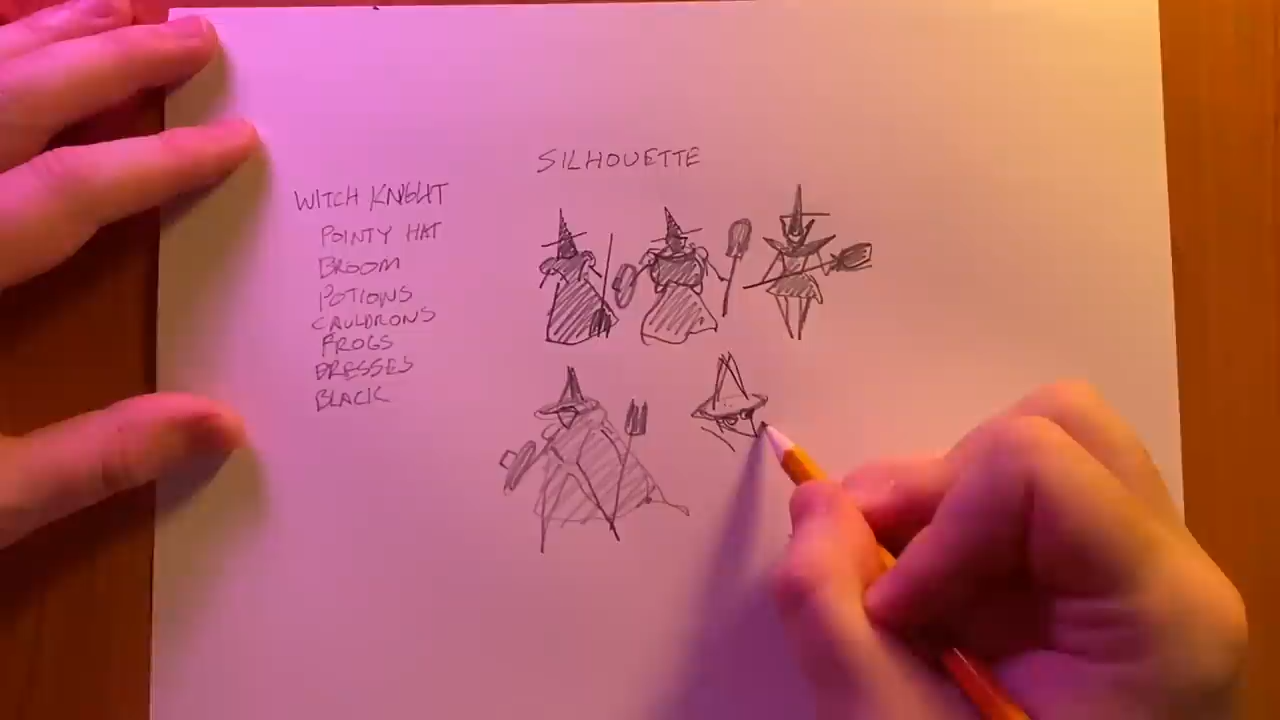 SILHOUETTE
WITCH KNIGHT
POINTY HAT
BROOM
POTIONS
CAULDRONS
FROGS
DRESSES
BLACK